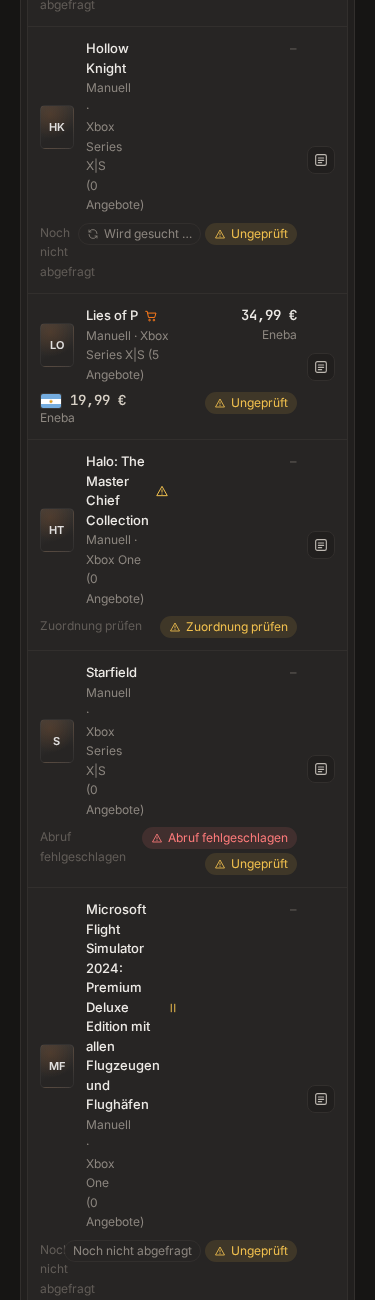 abgefragt
Hollow
Knight
–
Manuell
·
Xbox
Series
X|S
(0
Angebote)
HK
Noch
nicht
abgefragt
Wird gesucht ...
Ungeprüft
Lies of P
34,99 €
Manuell · Xbox
Eneba
Series X|S (5
Angebote)
LO
19,99 €
Eneba
Ungeprüft
Halo: The
Master
Chief
Collection
–
Manuell ·
Xbox One
(0
Angebote)
HT
Zuordnung prüfen
Zuordnung prüfen
Starfield
–
Manuell
·
Xbox
Series
X|S
(0
Angebote)
S
Abruf
fehlgeschlagen
Abruf fehlgeschlagen
Ungeprüft
Microsoft
Flight
Simulator
2024:
Premium
Deluxe
Edition mit
allen
Flugzeugen
und
Flughäfen
–
Manuell
·
Xbox
One
(0
Angebote)
MF
nicht
abgefragt
Noch nicht abgefragt
Ungeprüft